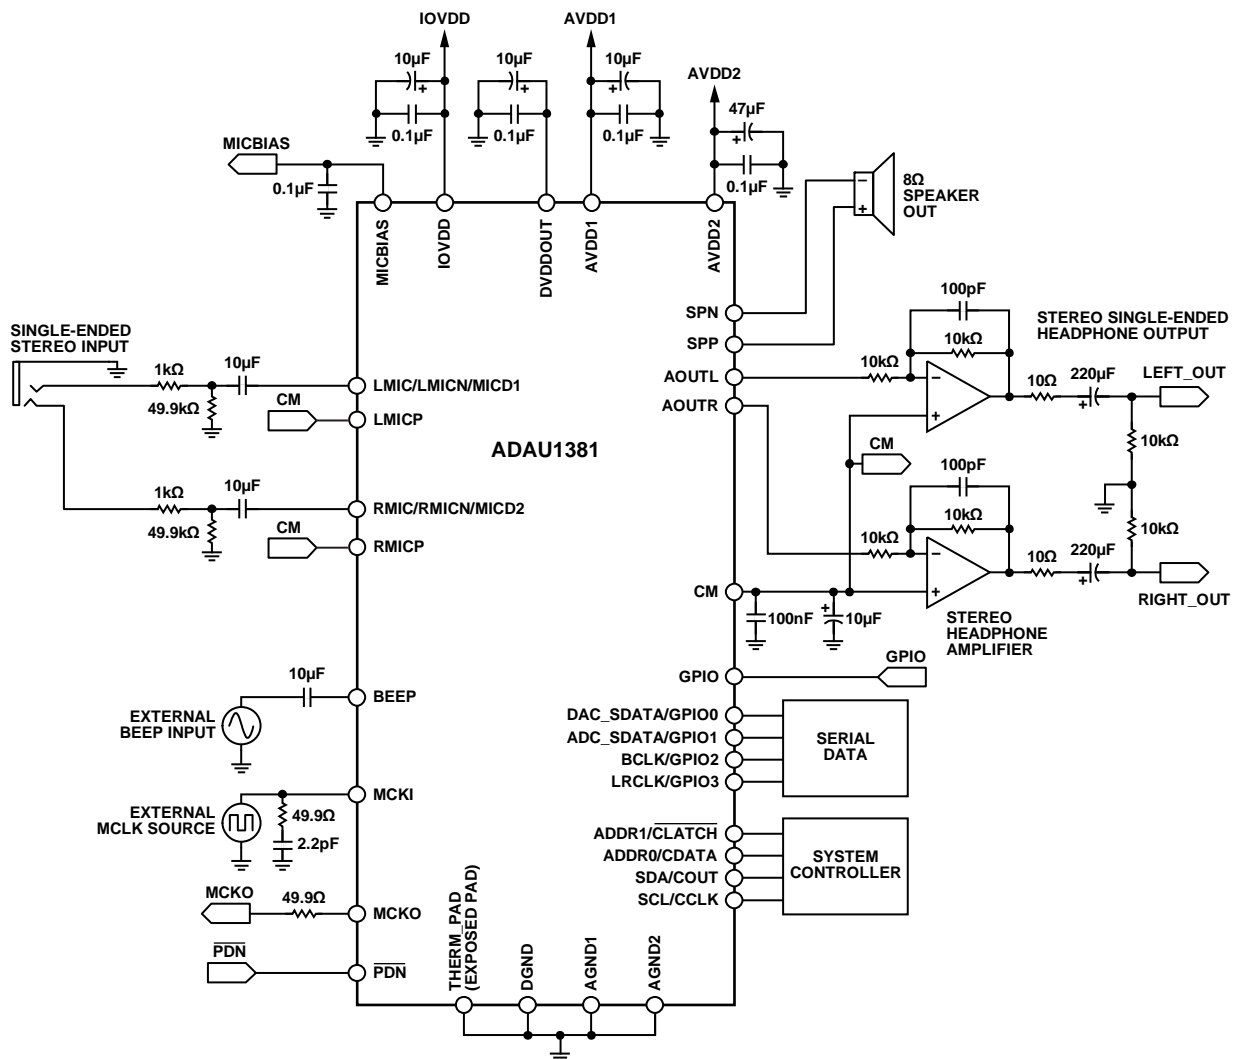 IOVDD
AVDD1
AVDD2
10µF
10µF
10µF
47µF
0.1µF
0.1µF
0.1µF
0.1µF
MICBIAS
0.1µF
8Ω
SPEAKER
OUT
MICBIAS
IOVDD
DVDDOUT
AVDD1
AVDD2
SPN
SPP
AOUTL
AOUTR
SINGLE-ENDED
STEREO INPUT
1kΩ
10µF
49.9kΩ
CM
LMIC/LMICN/MICD1
LMICP
ADAU1381
1kΩ
10µF
49.9kΩ
CM
RMIC/RMICN/MICD2
RMICP
100pF
10kΩ
10kΩ
STEREO SINGLE-ENDED
HEADPHONE OUTPUT
10Ω
220µF
LEFT_OUT
10kΩ
CM
100pF
10kΩ
10kΩ
10kΩ
10Ω
220µF
RIGHT_OUT
CM
100nF
10µF
STEREO
HEADPHONE
AMPLIFIER
GPIO
GPIO
10µF
BEEP
EXTERNAL
BEEP INPUT
DAC_SDATA/GPIO0
ADC_SDATA/GPIO1
BCLK/GPIO2
LRCLK/GPIO3
SERIAL
DATA
EXTERNAL
MCLK SOURCE
MCKI
49.9Ω
2.2pF
ADDR1/CLATCH
ADDR0/CDATA
SDA/COUT
SCL/CCLK
SYSTEM
CONTROLLER
MCKO
49.9Ω
MCKO
PDN
PDN
THERM_PAD
(EXPOSED PAD)
DGND
AGND1
AGND2